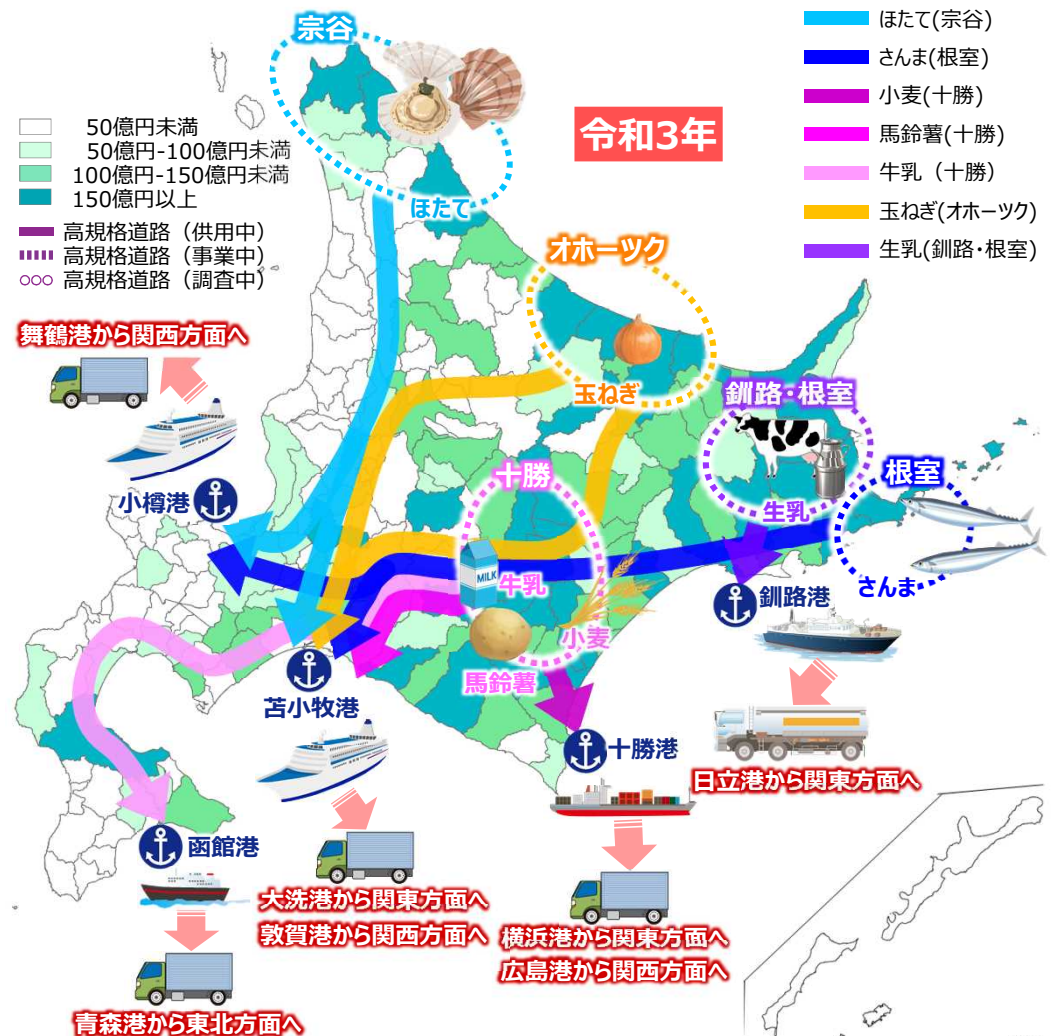 宗谷
ほたて
令和3年
ほたて(宗谷)
さんま(根室)
小麦(十勝)
馬鈴薯(十勝)
牛乳(十勝)
玉ねぎ(オホーツク)
生乳(釧路・根室)
50億円未満
50億円-100億円未満
100億円-150億円未満
150億円以上
高規格道路(供用中)
高規格道路(事業中)
高規格道路(調査中)
オホーツク
玉ねぎ
舞鶴港から関西方面へ
小樽港
釧路・根室
生乳
根室
さんま
十勝
MILK
牛乳
小麦
馬鈴薯
釧路港
苫小牧港
十勝港
日立港から関東方面へ
函館港
大洗港から関東方面へ
敦賀港から関西方面へ
横浜港から関東方面へ
広島港から関西方面へ
青森港から東北方面へ